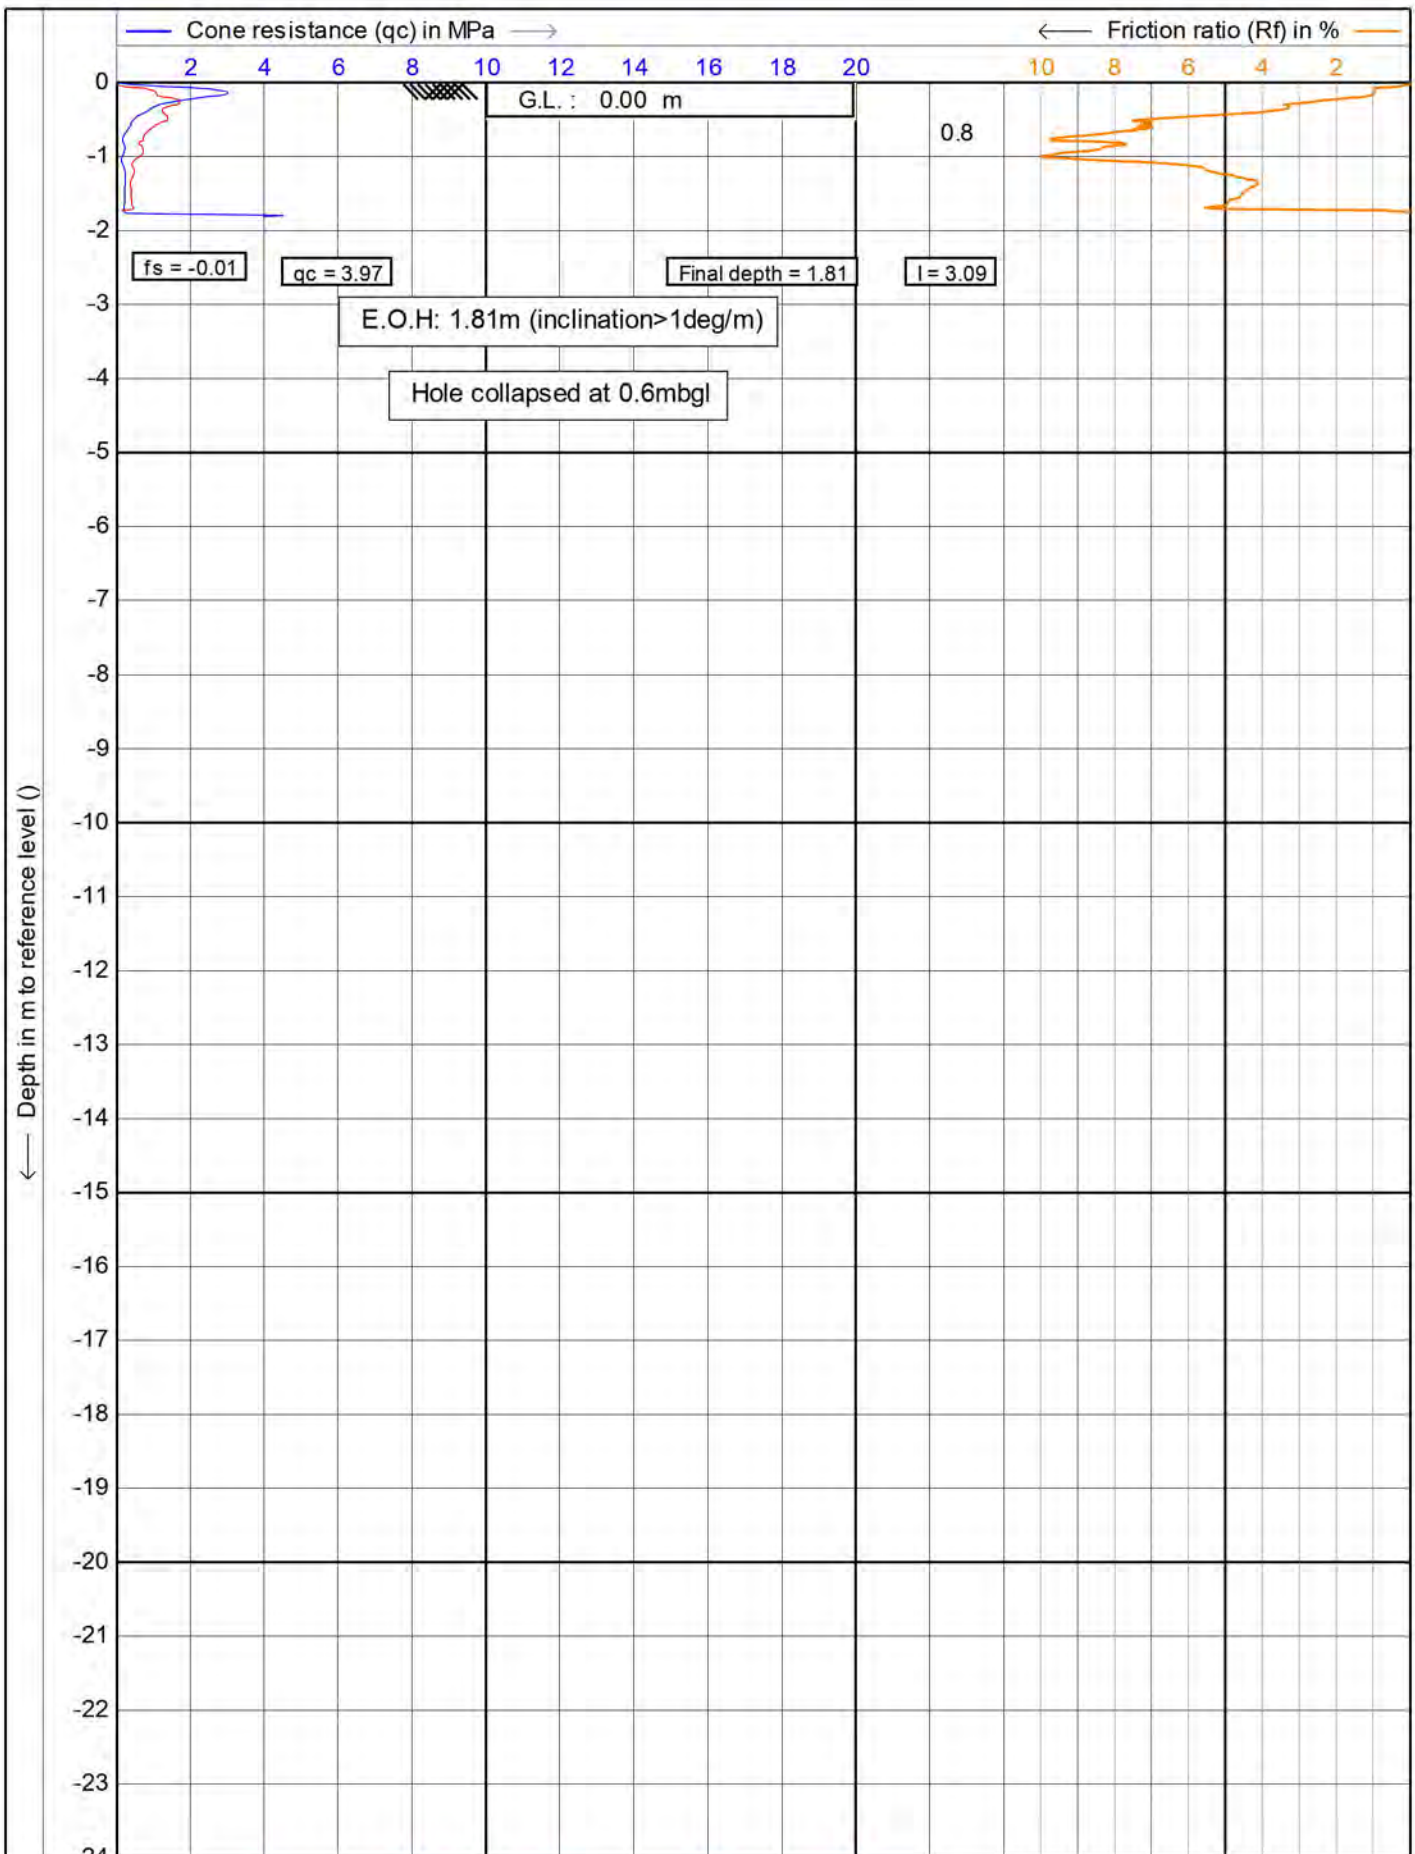 Cone resistance (qc) in MPa
Friction ratio (Rf) in %
2 4 6 8 10 12 14 16 18 20 10 8 6 4 2
0
G.L. : 0.00 m
0.8
-1
-2
fs = -0.01
qc = 3.97
Final depth = 1.81
I = 3.09
-3
E.O.H: 1.81m (inclination>1deg/m)
-4
Hole collapsed at 0.6mbgl
-5
-6
-7
-8
-9
-10
-11
-12
-13
-14
-15
-16
-17
-18
-19
-20
-21
-22
-23
-24
Depth in m to reference level ()